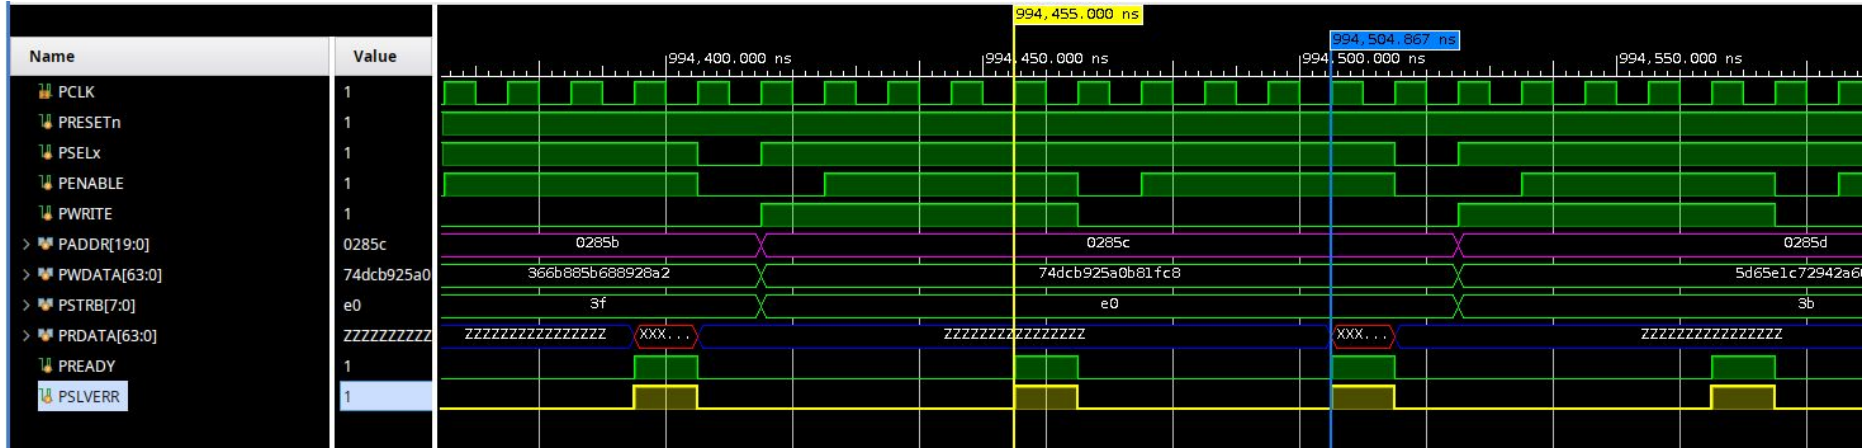 994,455.000 ns
994,504.867 ns
Name Value
994,400.000 ns 994,450.000 ns 994,500.000 ns 994,550.000 ns
PCLK 1
PRESETn 1
PSELx 1
PENABLE 1
PWRITE 1
PADDR[19:0] 0285c 0285b 0285c 0285d
PWDATA[63:0] 74dcb925a0 366b885b688928a2 74dcb925a0b81fc8 5d65e1c72942a6
PSTRB[7:0] e0 3f e0 3b
PRDATA[63:0] ZZZZZZZZZZ ZZZZZZZZZZZZZZZZ XXX... ZZZZZZZZZZZZZZZZ XXX... ZZZZZZZZZZZZZZZZ
PREADY 1
PSLVERR 1